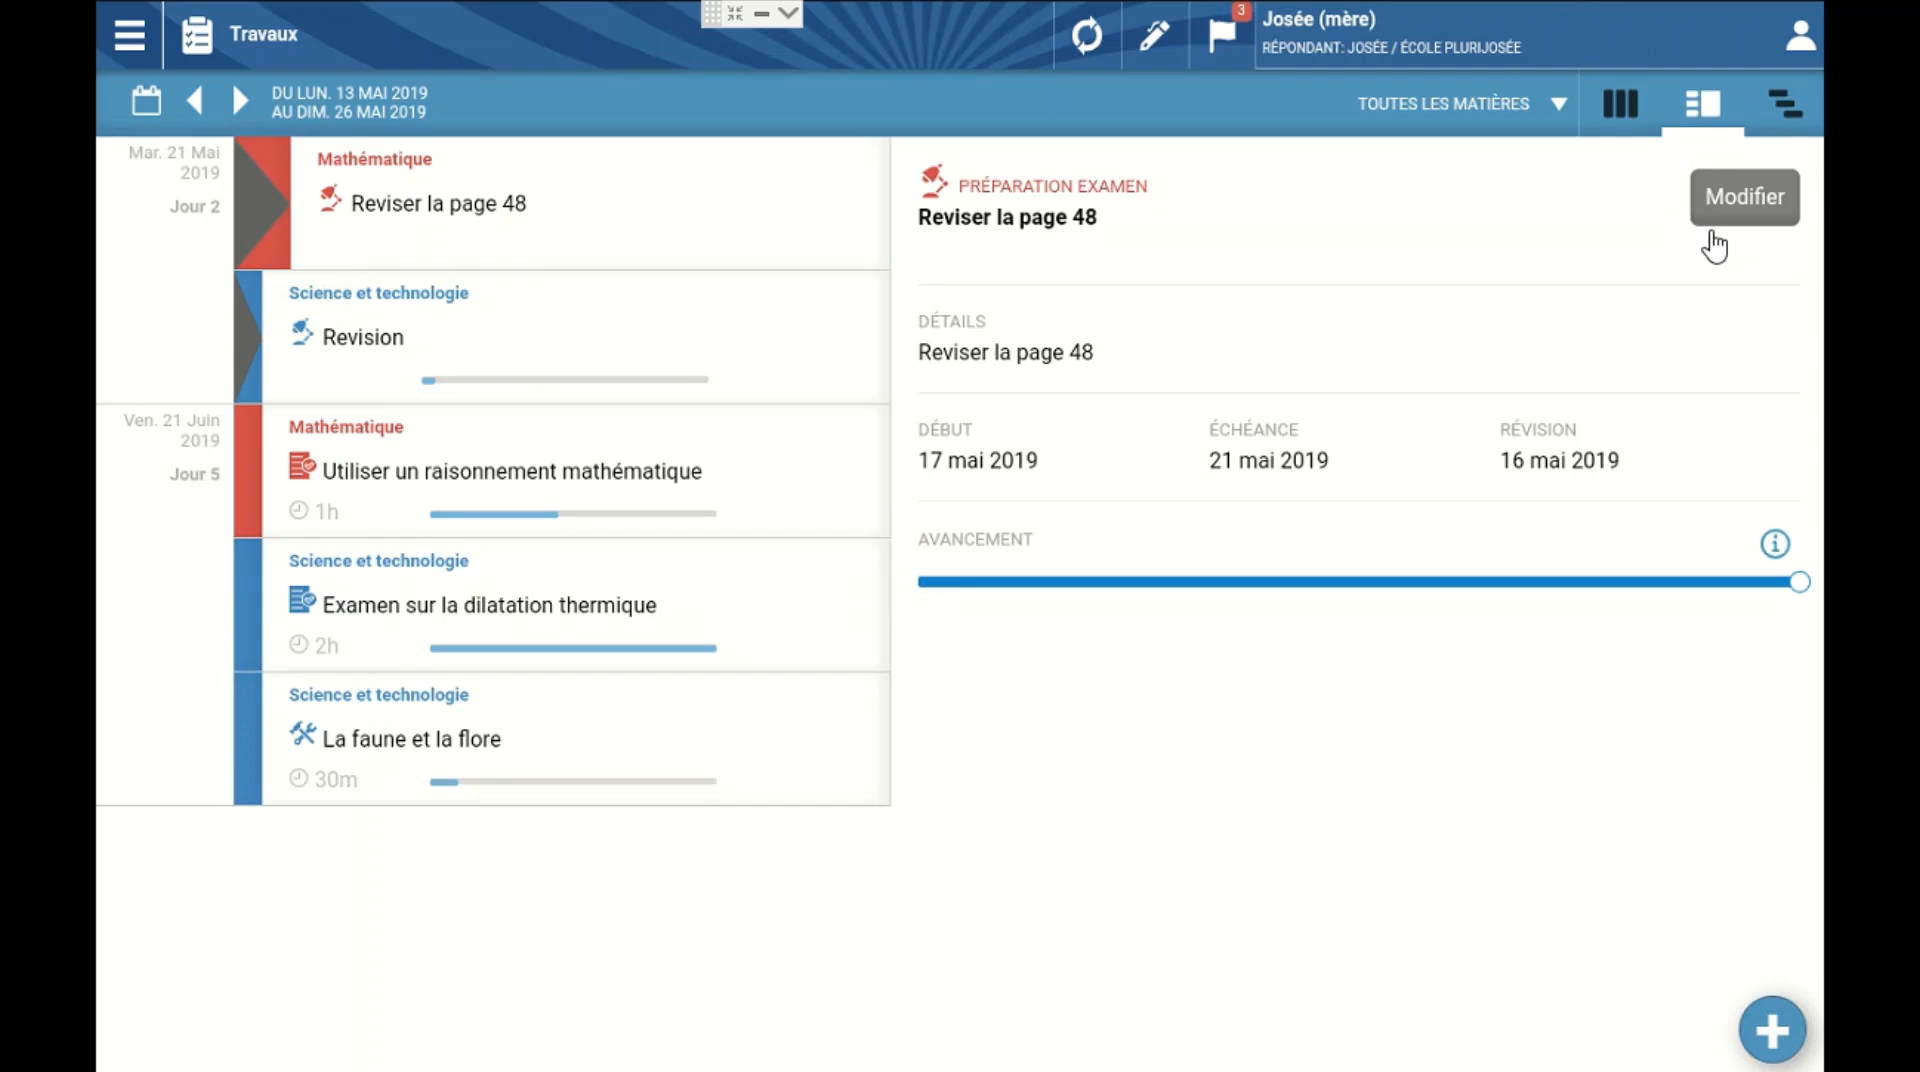 Travaux
3
Josée (mère)
RÉPONDANT: JOSÉE / ÉCOLE PLURIJOSÉE
DU LUN. 13 MAI 2019
AU DIM. 26 MAI 2019
TOUTES LES MATIÈRES
Mar. 21 Mai
2019
Jour 2
Mathématique
Reviser la page 48
Science et technologie
Revision
Ven. 21 Juin
2019
Jour 5
Mathématique
Utiliser un raisonnement mathématique
1h
Science et technologie
Examen sur la dilatation thermique
2h
Science et technologie
La faune et la flore
30m
PRÉPARATION EXAMEN
Reviser la page 48
Modifier
DÉTAILS
Reviser la page 48
DÉBUT
17 mai 2019
ÉCHÉANCE
21 mai 2019
RÉVISION
16 mai 2019
AVANCEMENT